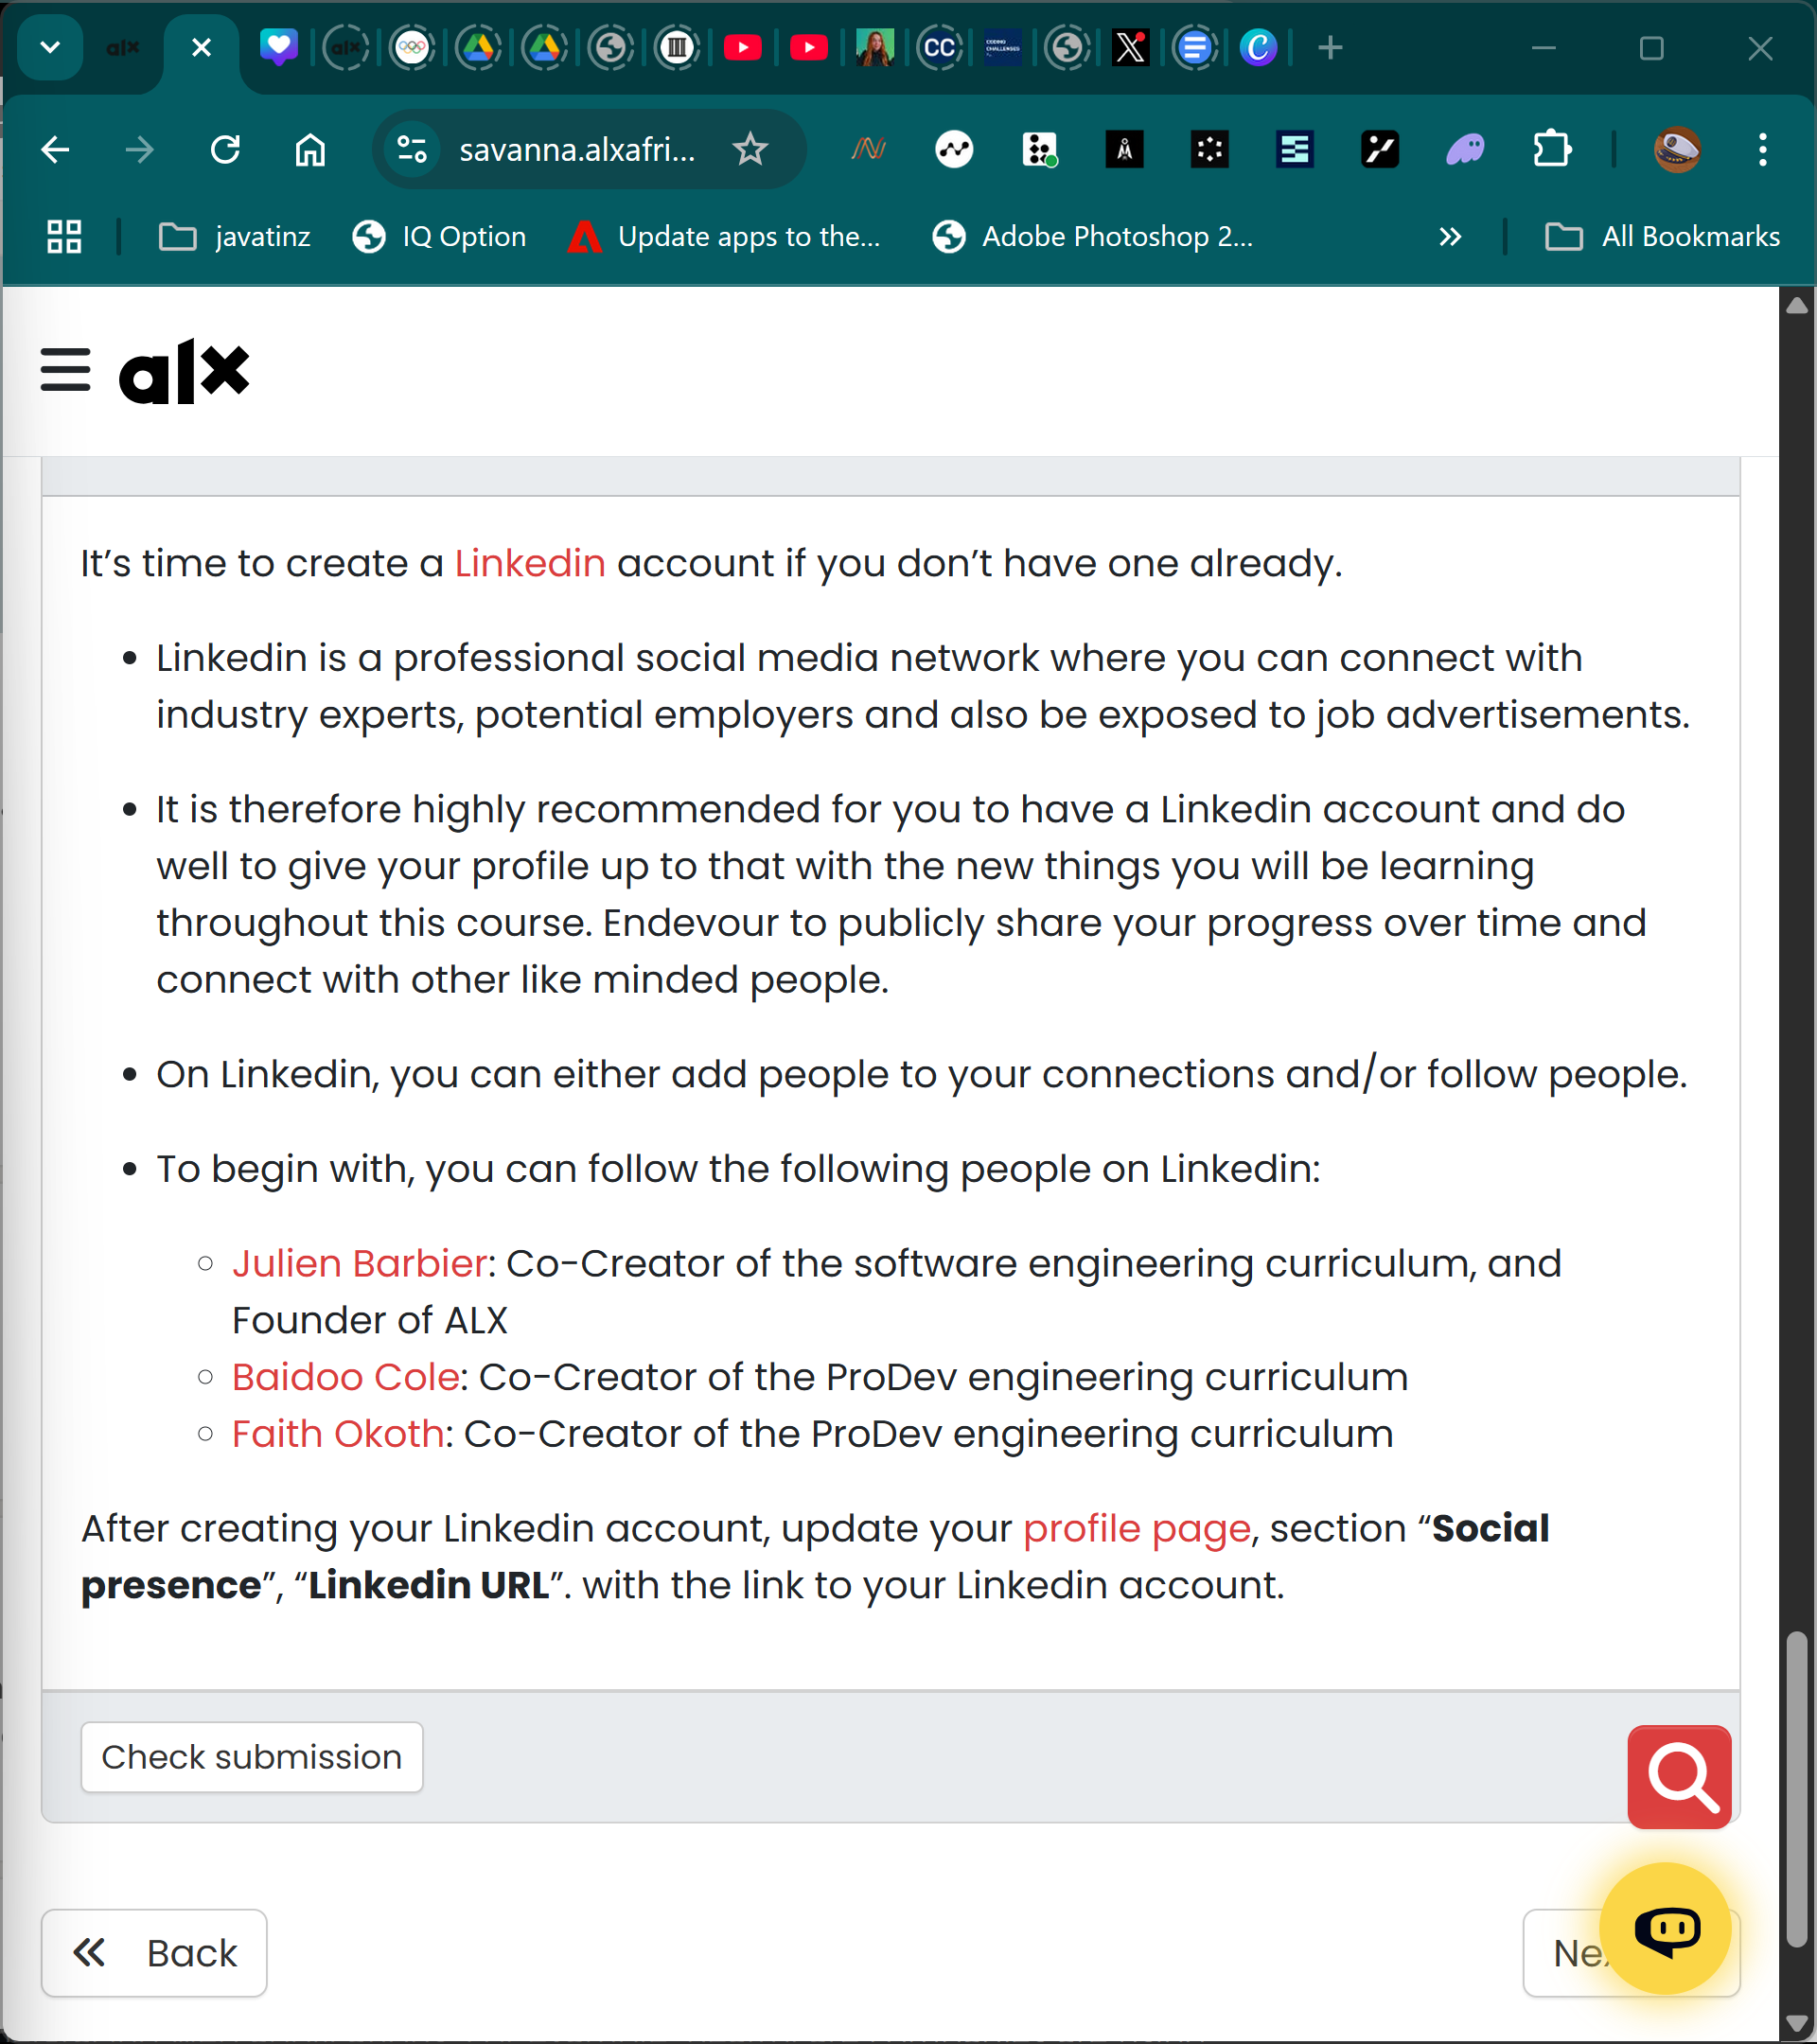 alx
alx
CC
CODING CHALLENGES
savanna.alxafri...
javatinz
IQ Option
Update apps to the...
Adobe Photoshop 2...
All Bookmarks
alx
It’s time to create a Linkedin account if you don’t have one already.
Linkedin is a professional social media network where you can connect with
industry experts, potential employers and also be exposed to job advertisements.
It is therefore highly recommended for you to have a Linkedin account and do
well to give your profile up to that with the new things you will be learning
throughout this course. Endevour to publicly share your progress over time and
connect with other like minded people.
On Linkedin, you can either add people to your connections and/or follow people.
To begin with, you can follow the following people on Linkedin:
Julien Barbier: Co-Creator of the software engineering curriculum, and
Founder of ALX
Baidoo Cole: Co-Creator of the ProDev engineering curriculum
Faith Okoth: Co-Creator of the ProDev engineering curriculum
After creating your Linkedin account, update your profile page, section “Social
presence”, “Linkedin URL”. with the link to your Linkedin account.
Check submission
Back